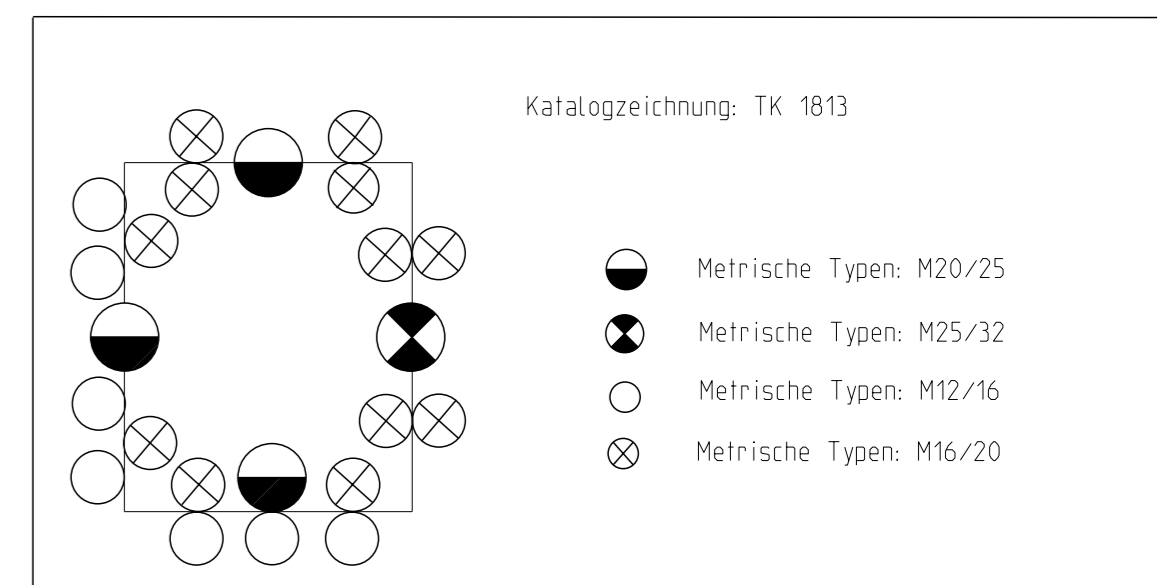 Katalogzeichnung: TK 1813
Metrische Typen: M20/25
Metrische Typen: M25/32
Metrische Typen: M12/16
Metrische Typen: M16/20